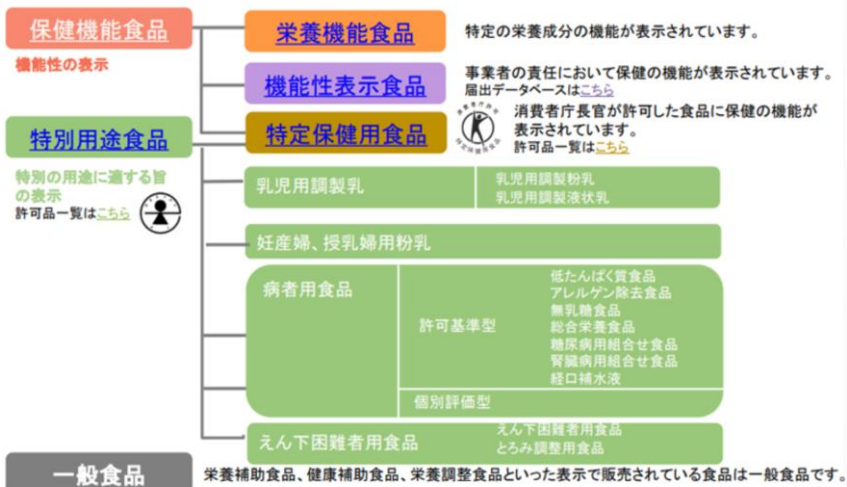 保健機能食品
機能性の表示
栄養機能食品
特定の栄養成分の機能が表示されています。
機能性表示食品
事業者の責任において保健の機能が表示されています。
届出データベースはこちら
特定保健用食品
消費者庁長官が許可した食品に保健の機能が
表示されています。
許可品一覧はこちら
特別用途食品
特別の用途に適する旨
の表示
許可品一覧はこちら
乳児用調製乳
乳児用調製粉乳
乳児用調製液状乳
妊産婦、授乳婦用粉乳
病者用食品
許可基準型
低たんぱく質食品
アレルゲン除去食品
無乳糖食品
総合栄養食品
糖尿病用組合せ食品
腎臓病用組合せ食品
経口補水液
個別評価型
えん下困難者用食品
えん下困難者用食品
とろみ調整用食品
一般食品
栄養補助食品、健康補助食品、栄養調整食品といった表示で販売されている食品は一般食品です。